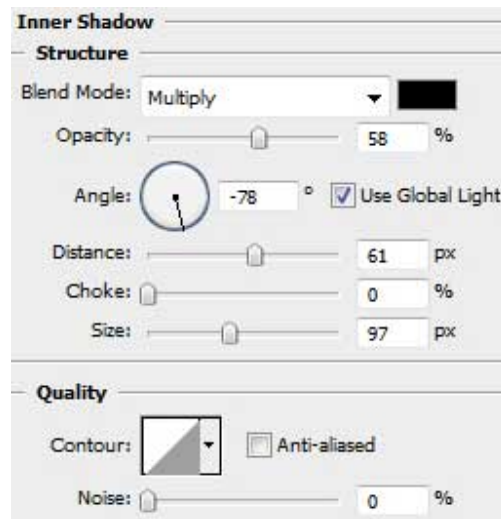 Inner Shadow
Structure
Blend Mode: Multiply
Opacity: 58 %
Angle: -78 ° Use Global Light
Distance: 61 px
Choke: 0 %
Size: 97 px
Quality
Contour: Anti-aliased
Noise: 0 %